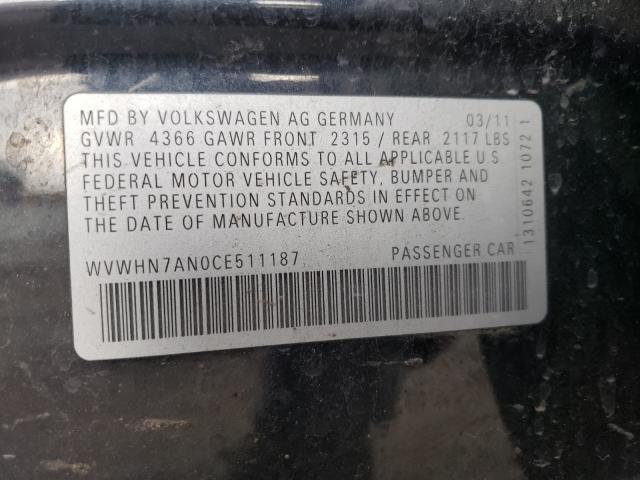 MFD BY VOLKSWAGEN AG GERMANY 03/11
GVWR 4366 GAWR FRONT 2315 / REAR 2117 LBS
THIS VEHICLE CONFORMS TO ALL APPLICABLE U.S.
FEDERAL MOTOR VEHICLE SAFETY, BUMPER AND
THEFT PREVENTION STANDARDS IN EFFECT ON
THE DATE OF MANUFACTURE SHOWN ABOVE.
WVWHN7AN0CE511187 PASSENGER CAR
1310642 10721